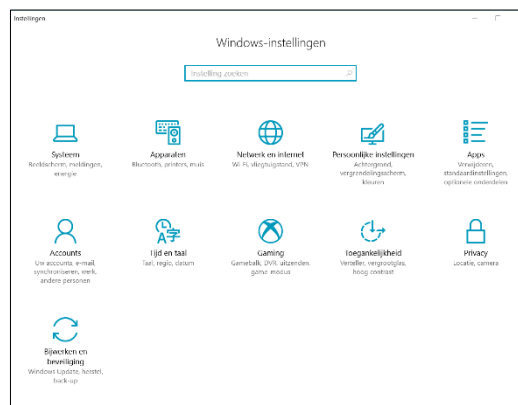 Instellingen
Windows-instellingen
Instelling zoeken
Systeem
Beeldscherm, meldingen,
energie
Apparaten
Bluetooth, printers, muis
Netwerk en internet
Wi-Fi, vliegtuigstand, VPN
Persoonlijke instellingen
Achtergrond,
vergrendelingsscherm,
kleuren
Apps
Verwijderen,
standaardinstellingen,
optionele onderdelen
Accounts
Uw accounts, e-mail,
synchroniseren, werk,
andere personen
Tijd en taal
Taal, regio, datum
Gaming
Gamebalk, DVR, uitzenden,
game-modus
Toegankelijkheid
Verteller, vergrootglas,
hoog contrast
Privacy
Locatie, camera
Bijwerken en
beveiliging
Windows Update, herstel,
back-up